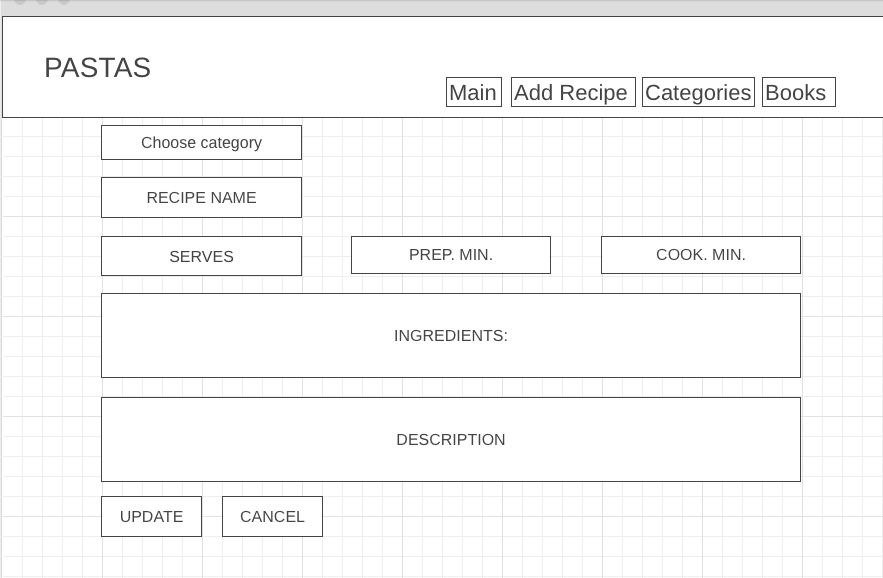 PASTAS
Main Add Recipe Categories Books
Choose category
RECIPE NAME
SERVES PREP. MIN. COOK. MIN.
INGREDIENTS:
DESCRIPTION
UPDATE CANCEL